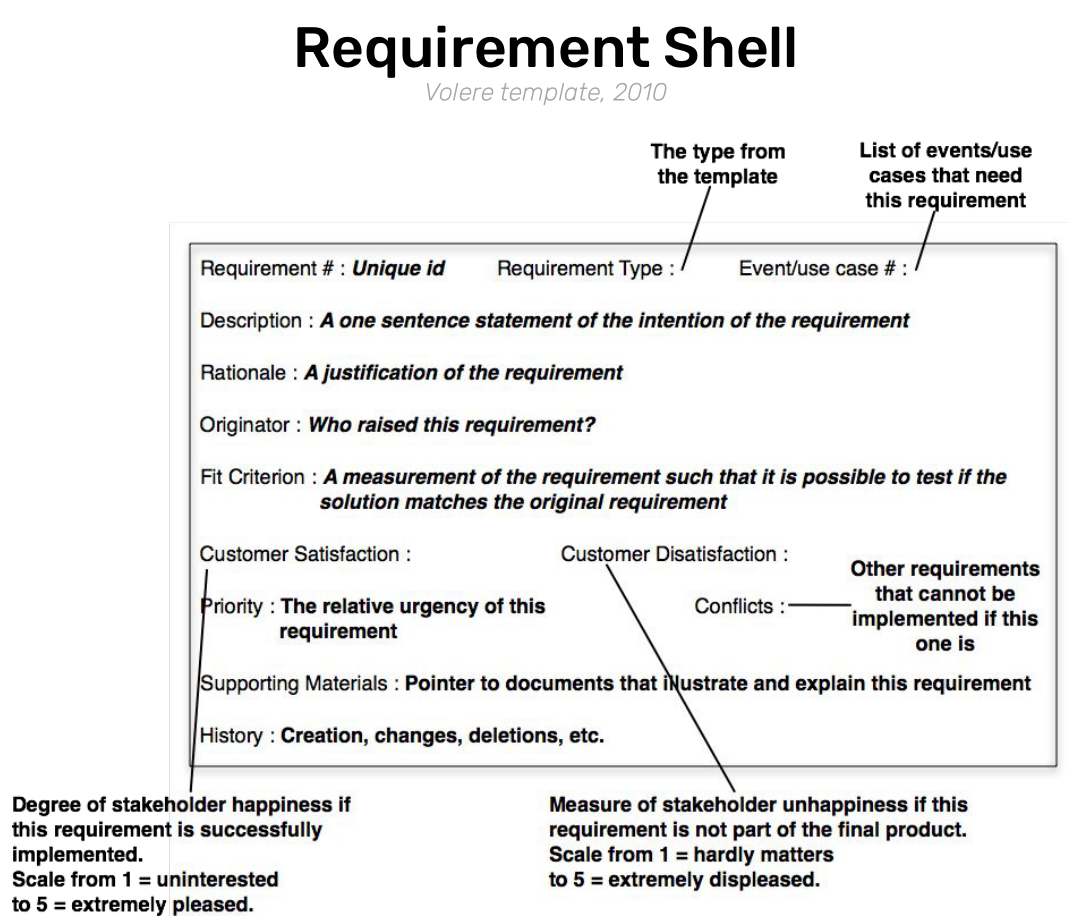 Requirement Shell
Volere template, 2010
The type from
the template
List of events/use
cases that need
this requirement
Requirement # : Unique id
Requirement Type :
Event/use case # :
Description : A one sentence statement of the intention of the requirement
Rationale : A justification of the requirement
Originator : Who raised this requirement?
Fit Criterion : A measurement of the requirement such that it is possible to test if the
solution matches the original requirement
Customer Satisfaction :
Customer Disatisfaction :
Priority : The relative urgency of this
requirement
Conflicts :
Other requirements
that cannot be
implemented if this
one is
Supporting Materials : Pointer to documents that illustrate and explain this requirement
History : Creation, changes, deletions, etc.
Degree of stakeholder happiness if
this requirement is successfully
implemented.
Scale from 1 = uninterested
to 5 = extremely pleased.
Measure of stakeholder unhappiness if this
requirement is not part of the final product.
Scale from 1 = hardly matters
to 5 = extremely displeased.